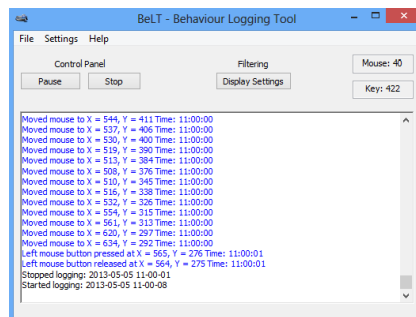 BeLT - Behaviour Logging Tool
File Settings Help
Control Panel
Filtering
Mouse: 40
Pause
Stop
Display Settings
Key: 422
Moved mouse to X = 544, Y = 411 Time: 11:00:00
Moved mouse to X = 537, Y = 406 Time: 11:00:00
Moved mouse to X = 530, Y = 400 Time: 11:00:00
Moved mouse to X = 519, Y = 390 Time: 11:00:00
Moved mouse to X = 513, Y = 384 Time: 11:00:00
Moved mouse to X = 508, Y = 376 Time: 11:00:00
Moved mouse to X = 510, Y = 345 Time: 11:00:00
Moved mouse to X = 516, Y = 338 Time: 11:00:00
Moved mouse to X = 532, Y = 326 Time: 11:00:00
Moved mouse to X = 554, Y = 315 Time: 11:00:00
Moved mouse to X = 561, Y = 313 Time: 11:00:00
Moved mouse to X = 620, Y = 297 Time: 11:00:00
Moved mouse to X = 634, Y = 292 Time: 11:00:00
Left mouse button pressed at X = 565, Y = 276 Time: 11:00:01
Left mouse button released at X = 564, Y = 275 Time: 11:00:01
Stopped logging: 2013-05-05 11-00-01
Started logging: 2013-05-05 11-00-08